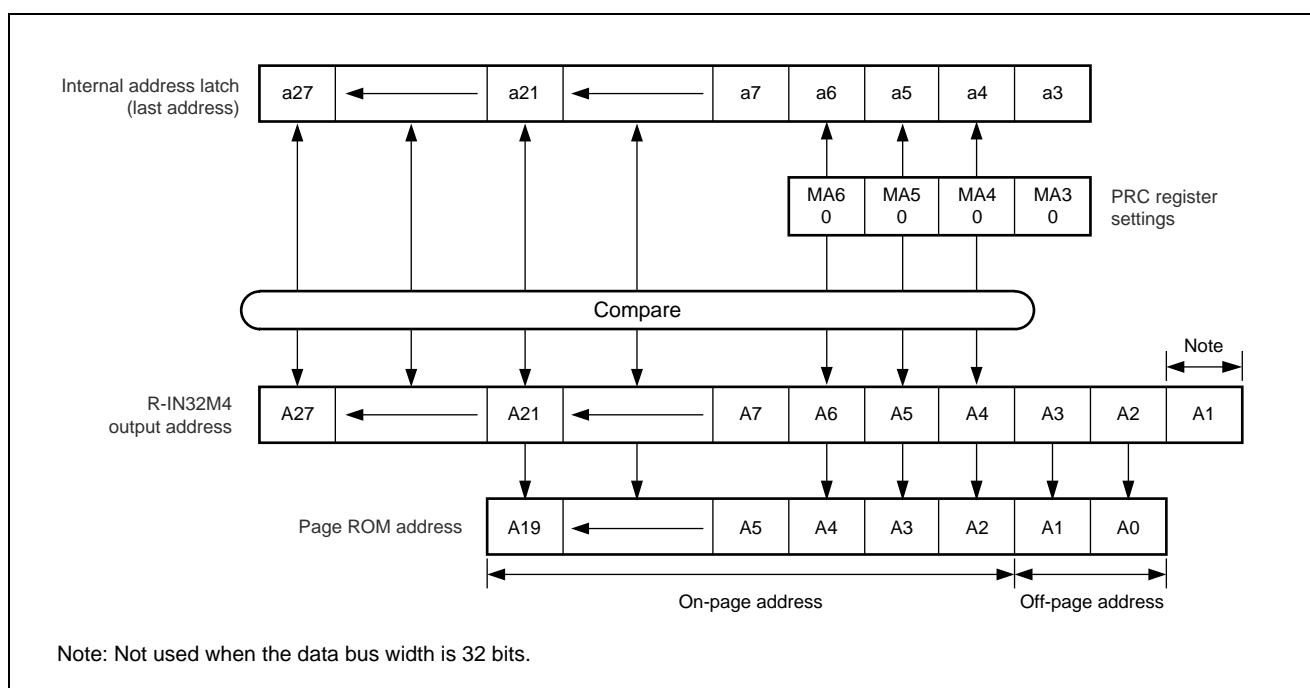 Internal address latch
(last address)
a27 a21 a7 a6 a5 a4 a3
MA6 MA5 MA4 MA3
0 0 0 0
PRC register
settings
Compare
Note
R-IN32M4
output address
A27 A21 A7 A6 A5 A4 A3 A2 A1
Page ROM address
A19 A5 A4 A3 A2 A1 A0
On-page address
Off-page address
Note: Not used when the data bus width is 32 bits.